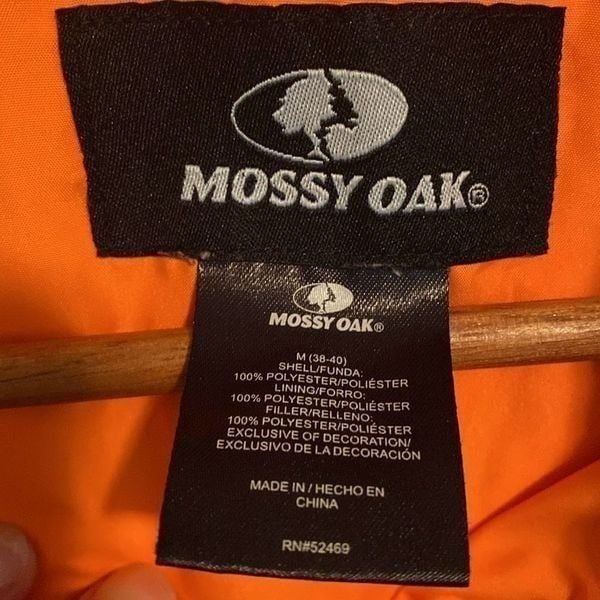 MOSSY OAK®
MOSSY OAK®
M (38-40)
SHELL/FUNDA:
100% POLYESTER/POLIÉSTER
LINING/FORRO:
100% POLYESTER/POLIÉSTER
FILLER/RELLENO:
100% POLYESTER/POLIÉSTER
EXCLUSIVE OF DECORATION/
EXCLUSIVO DE LA DECORACIÓN
MADE IN / HECHO EN
CHINA
RN#52469